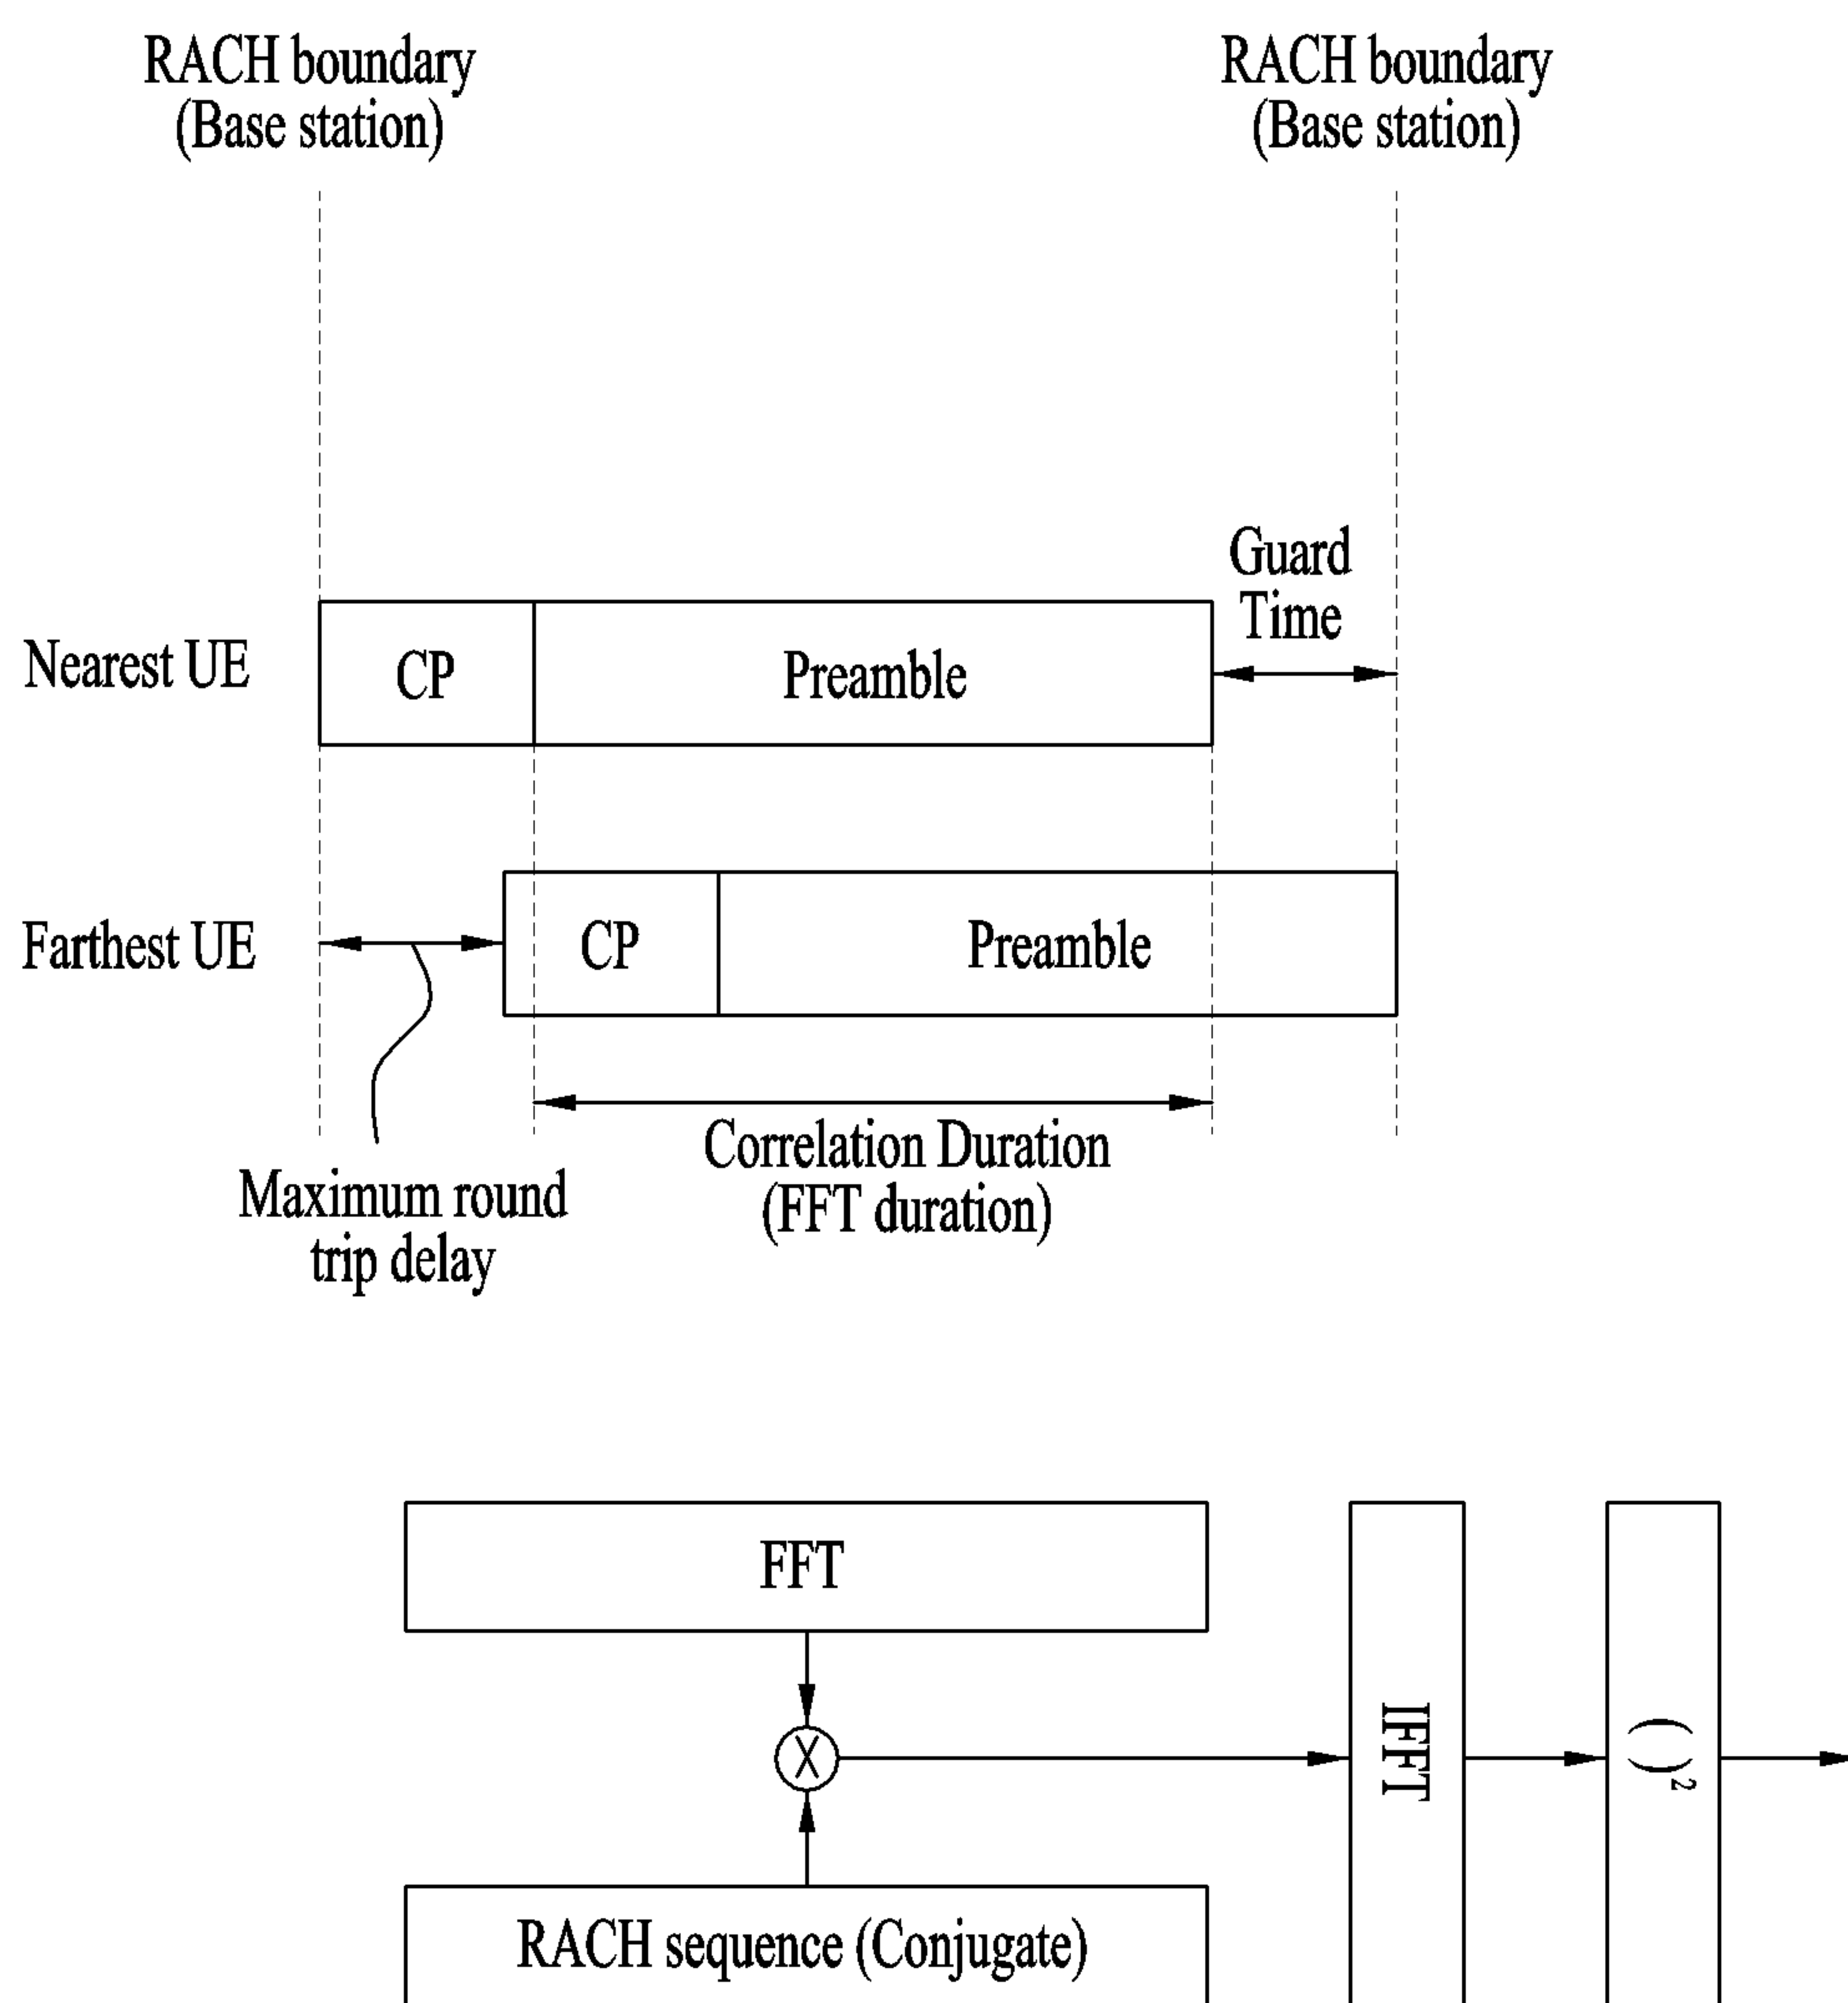 RACH boundary
(Base station)
RACH boundary
(Base station)
Guard
Time
Nearest UE
CP
Preamble
Farthest UE
CP
Preamble
Correlation Duration
(FFT duration)
Maximum round
trip delay
FFT
X
IFFT
( )²
RACH sequence (Conjugate)